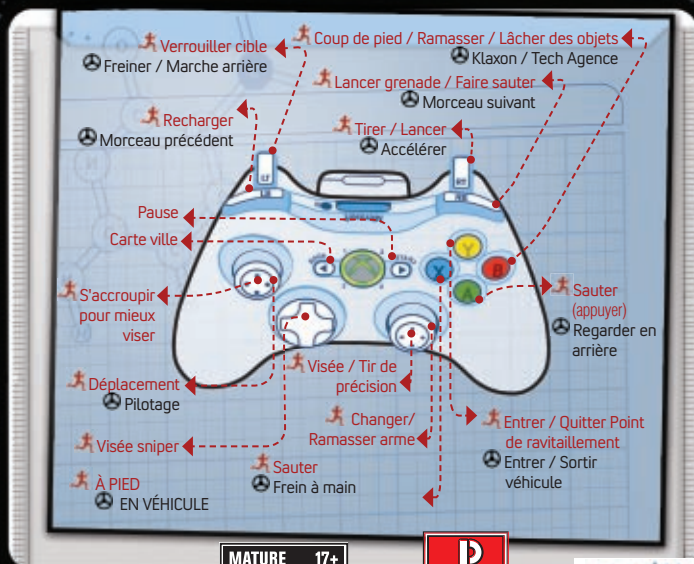 Verrouiller cible
Freiner / Marche arrière
Coup de pied / Ramasser / Lâcher des objets
Klaxon / Tech Agence
Lancer grenade / Faire sauter
Morceau suivant
Recharger
Morceau précédent
Tirer / Lancer
Accélérer
Pause
Carte ville
Y
X
B
A
S'accroupir
pour mieux
viser
Sauter
(appuyer)
Regarder en
arrière
Visée / Tir de
précision
Déplacement
Pilotage
Changer/
Ramasser arme
Entrer / Quitter Point
de ravitaillement
Entrer / Sortir
véhicule
Visée sniper
Sauter
Frein à main
À PIED
EN VÉHICULE
MATURE 17+